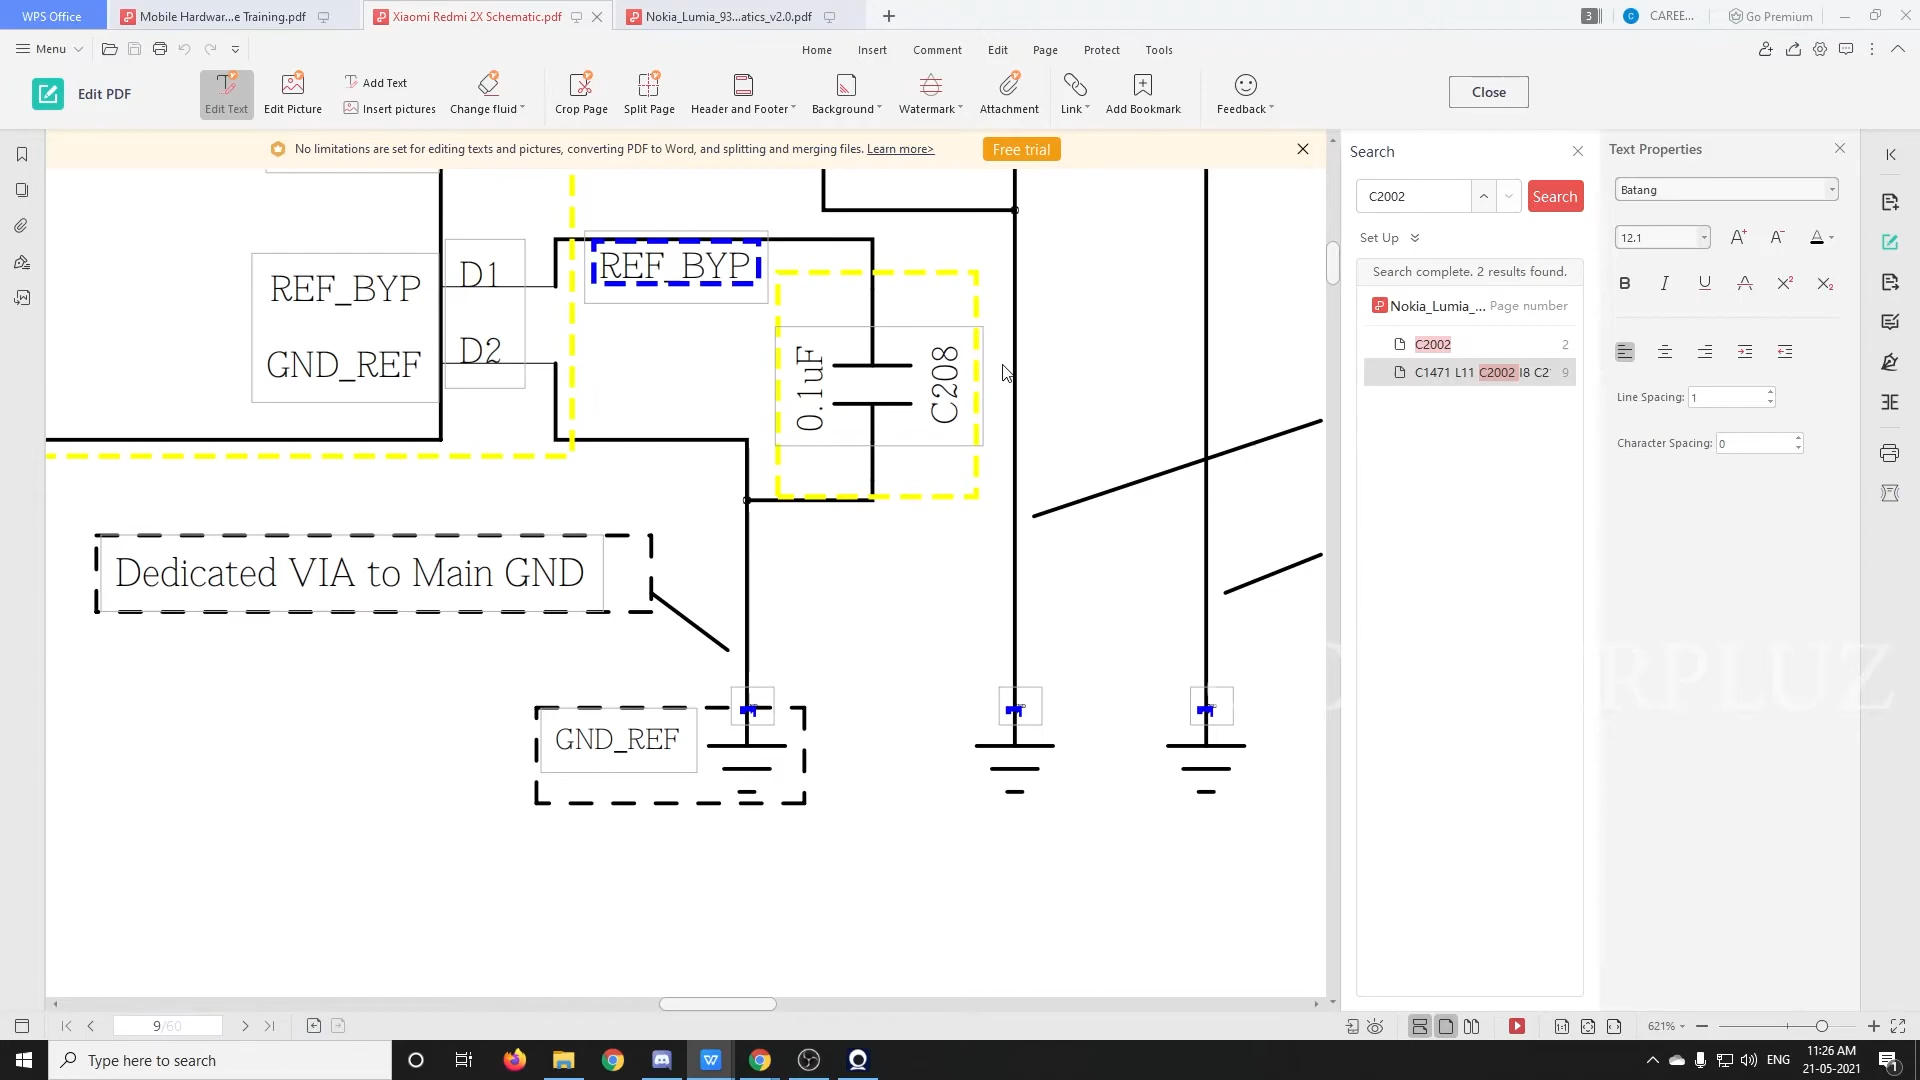 WPS Office
Mobile Hardwar...e Training.pdf
Xiaomi Redmi 2X Schematic.pdf
Nokia_Lumia_93...atics_v2.0.pdf
3
C
CAREE...
Go Premium
Menu
Home
Insert
Comment
Edit
Page
Protect
Tools
Edit PDF
Edit Text
Edit Picture
Add Text
Insert pictures
Change fluid
Crop Page
Split Page
Header and Footer
Background
Watermark
Attachment
Link
Add Bookmark
Feedback
Close
No limitations are set for editing texts and pictures, converting PDF to Word, and splitting and merging files. Learn more>
Free trial
REF_BYP
D1
GND_REF
D2
REF_BYP
0.1uF
C208
Dedicated VIA to Main GND
GND_REF
Search
C2002
Search
Set Up
Search complete. 2 results found.
Nokia_Lumia_... Page number
C2002 2
C1471 L11 C2002 I8 C2 9
Text Properties
Batang
12.1
A+ A- A
B I U A X² X₂
Line Spacing: 1
Character Spacing: 0
RPLUZ
9/60
621%
Type here to search
ENG
11:26 AM
21-05-2021
1